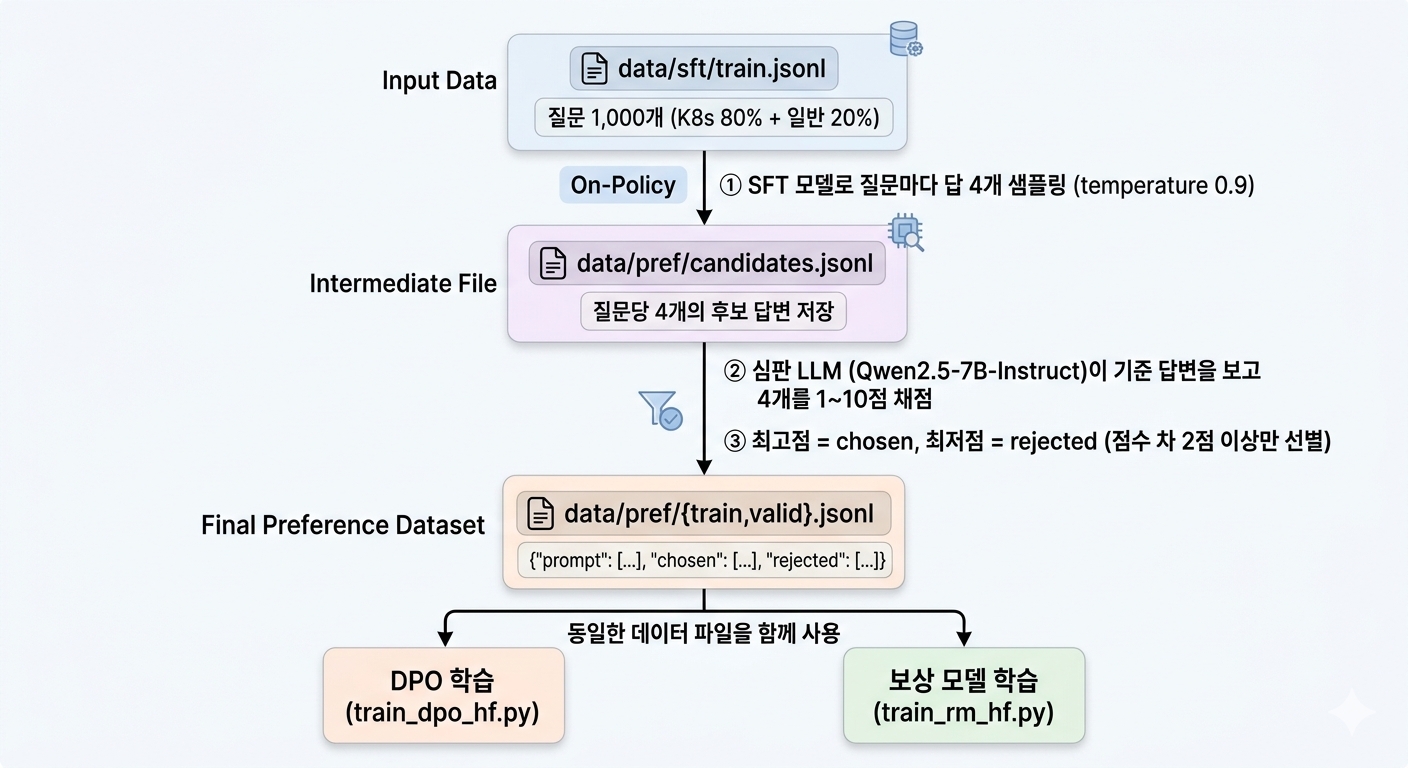 Input Data
data/sft/train.jsonl
질문 1,000개 (K8s 80% + 일반 20%)
On-Policy
① SFT 모델로 질문마다 답 4개 샘플링 (temperature 0.9)
Intermediate File
data/pref/candidates.jsonl
질문당 4개의 후보 답변 저장
② 심판 LLM (Qwen2.5-7B-Instruct)이 기준 답변을 보고
4개를 1~10점 채점
③ 최고점 = chosen, 최저점 = rejected (점수 차 2점 이상만 선별)
Final Preference Dataset
data/pref/{train,valid}.jsonl
{"prompt": [...], "chosen": [...], "rejected": [...]}
동일한 데이터 파일을 함께 사용
DPO 학습
(train_dpo_hf.py)
보상 모델 학습
(train_rm_hf.py)